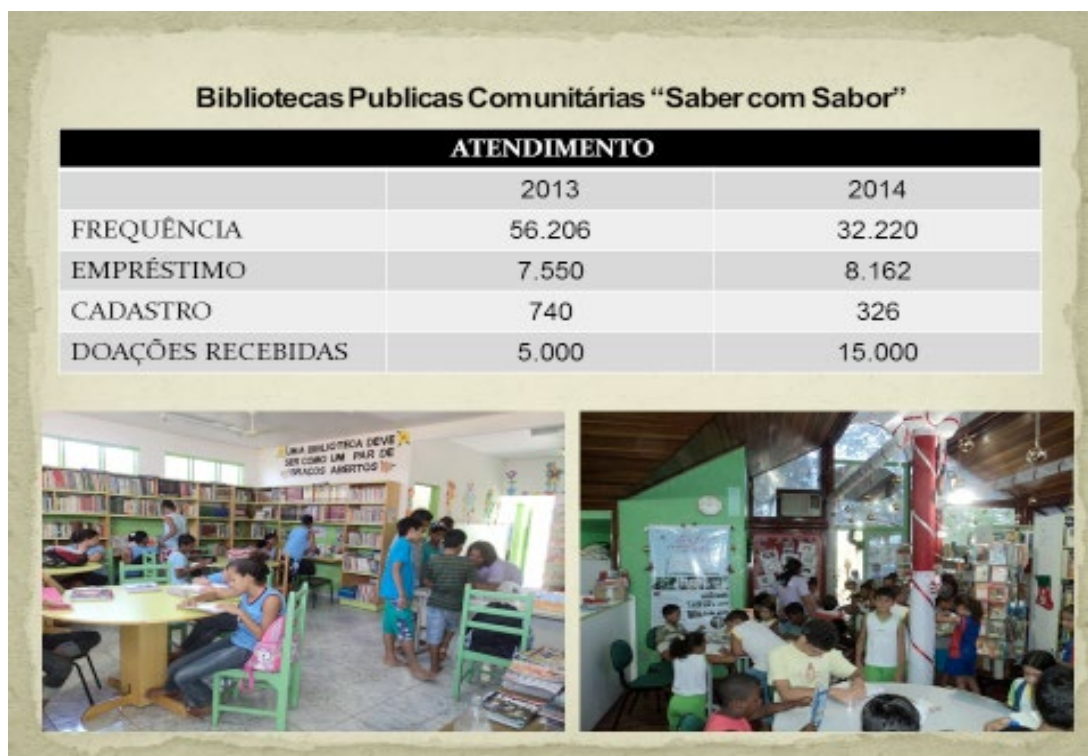 Bibliotecas Publicas Comunitárias “Saber com Sabor”
ATENDIMENTO
2013 2014
FREQUÊNCIA 56.206 32.220
EMPRÉSTIMO 7.550 8.162
CADASTRO 740 326
DOAÇÕES RECEBIDAS 5.000 15.000
UMA BIBLIOTECA DEVE
SER COMO UM PAR DE
BRAÇOS ABERTOS